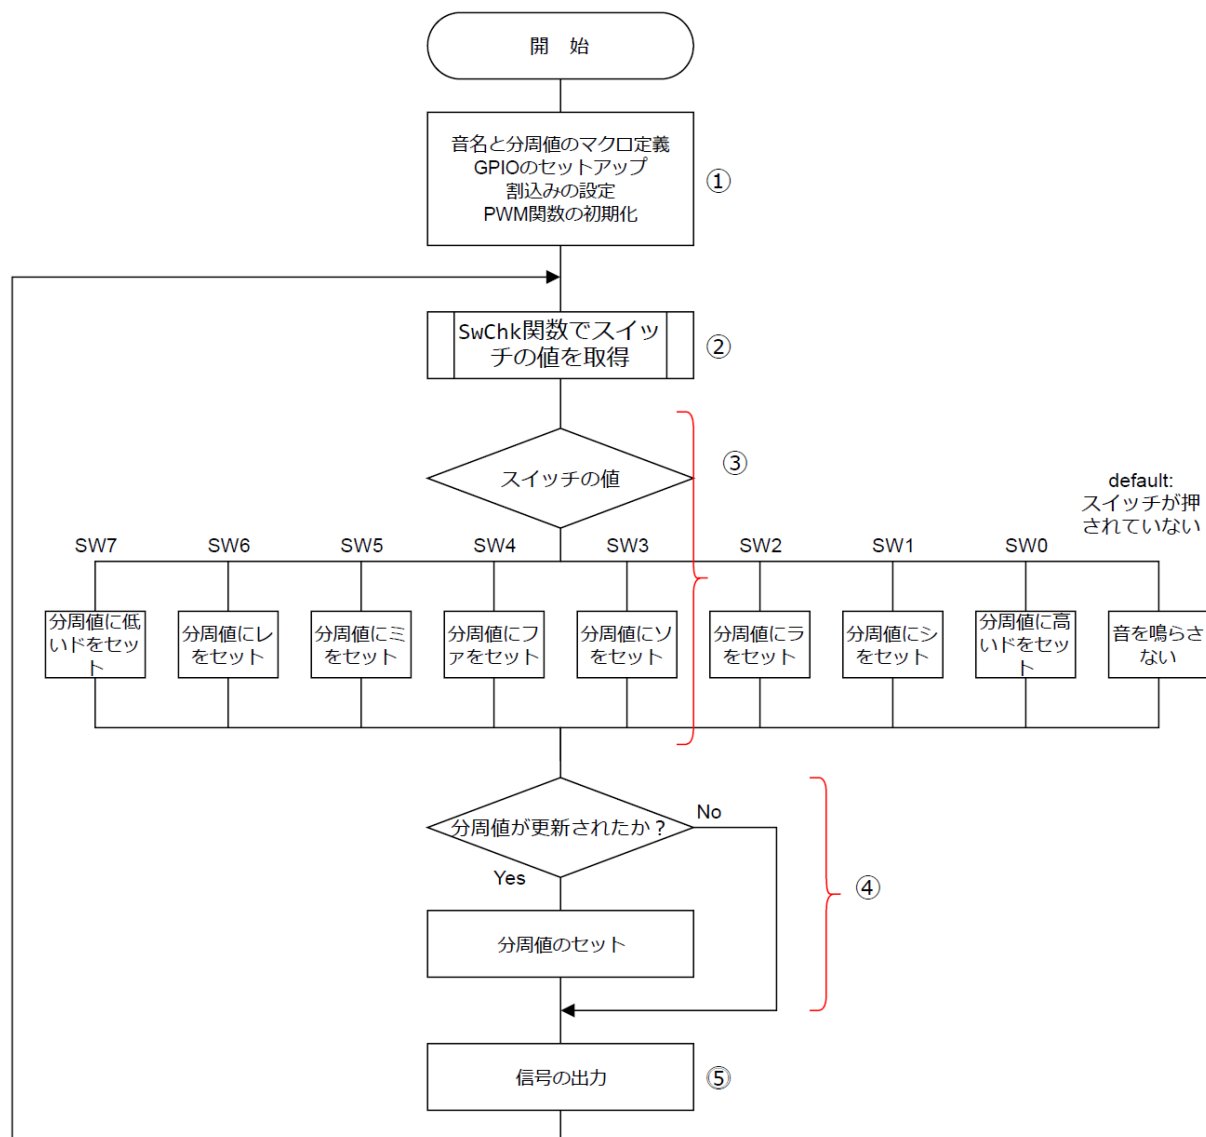 開　始
音名と分周値のマクロ定義
GPIOのセットアップ
割込みの設定
PWM関数の初期化
①
SwChk関数でスイッ
チの値を取得
②
スイッチの値
③
default:
スイッチが押
されていない
SW7
SW6
SW5
SW4
SW3
SW2
SW1
SW0
分周値に低
いドをセッ
ト
分周値にレ
をセット
分周値にミ
をセット
分周値にフ
ァをセット
分周値にソ
をセット
分周値にラ
をセット
分周値にシ
をセット
分周値に高
いドをセッ
ト
音を鳴らさ
ない
分周値が更新されたか？
No
Yes
④
分周値のセット
信号の出力
⑤